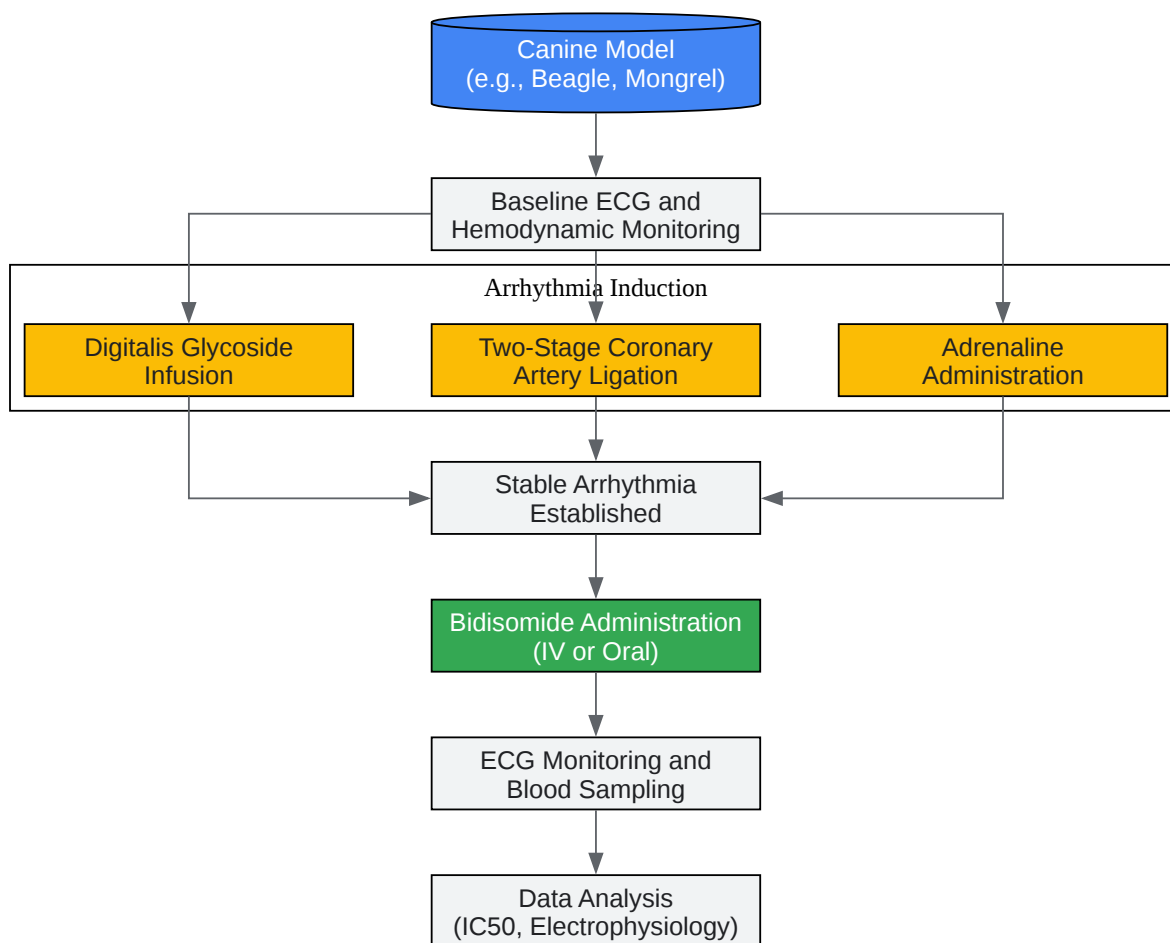 Canine Model
(e.g., Beagle, Mongrel)
Baseline ECG and
Hemodynamic Monitoring
Arrhythmia Induction
Digitalis Glycoside
Infusion
Two-Stage Coronary
Artery Ligation
Adrenaline
Administration
Stable Arrhythmia
Established
Bidisomide Administration
(IV or Oral)
ECG Monitoring and
Blood Sampling
Data Analysis
(IC50, Electrophysiology)